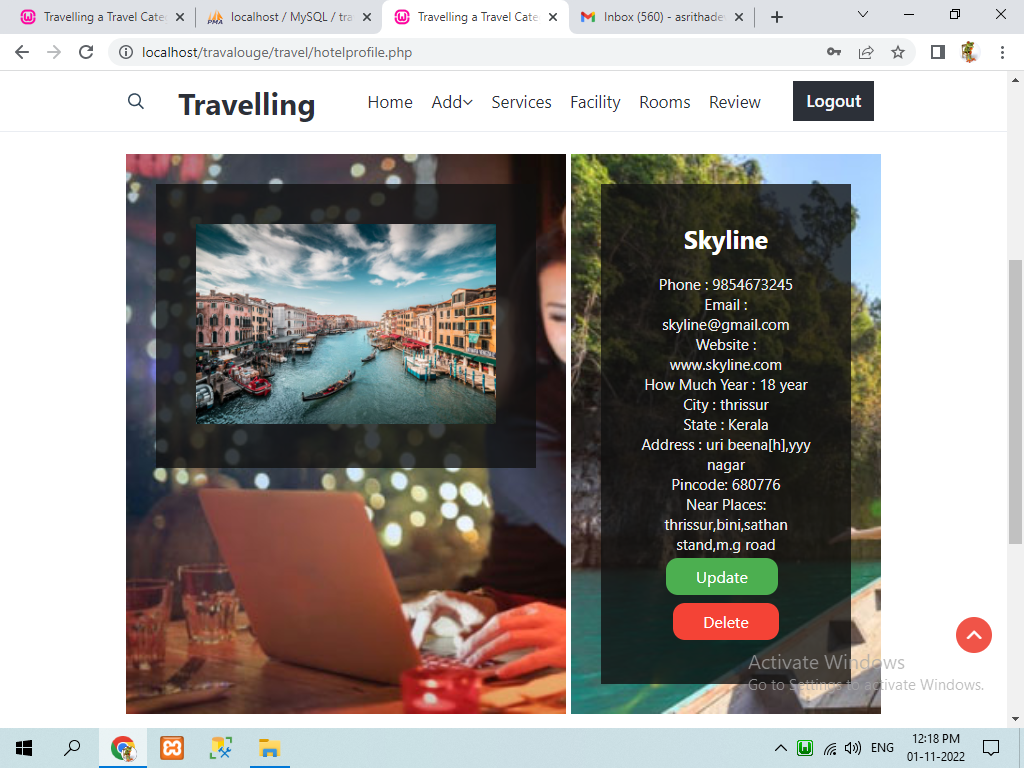 Travelling a Travel Cate
localhost / MySQL / tra
Travelling a Travel Cate
Inbox (560) - asrithade
localhost/travalouge/travel/hotelprofile.php
Travelling
Home
Add
Services
Facility
Rooms
Review
Logout
Skyline
Phone : 9854673245
Email :
skyline@gmail.com
Website :
www.skyline.com
How Much Year : 18 year
City : thrissur
State : Kerala
Address : uri beena[h],yyy
nagar
Pincode: 680776
Near Places:
thrissur,bini,sathan
stand,m.g road
Update
Delete
Activate Windows
Go to Settings to activate Windows.
ENG
12:18 PM
01-11-2022